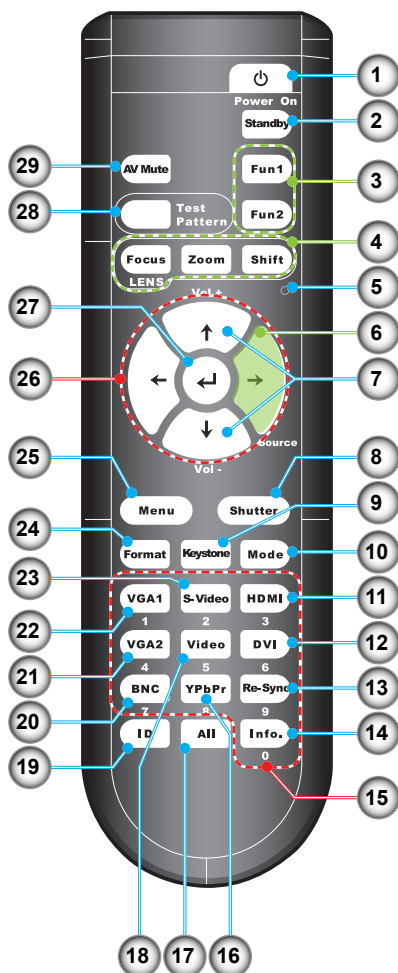 1
Power On
2
Standby
29
AV Mute
Fun1
3
28
Test
Pattern
Fun2
4
Focus
Zoom
Shift
LENS
5
Vol +
27
6
26
7
Source
Vol -
25
8
Menu
Shutter
9
24
Format
Keystone
Mode
10
23
VGA1
S-Video
HDMI
11
1
2
3
22
VGA2
Video
DVI
12
21
4
5
6
BNC
YPbPr
Re-Sync
13
20
7
8
9
ID
All
Info.
14
19
0
15
18
17
16